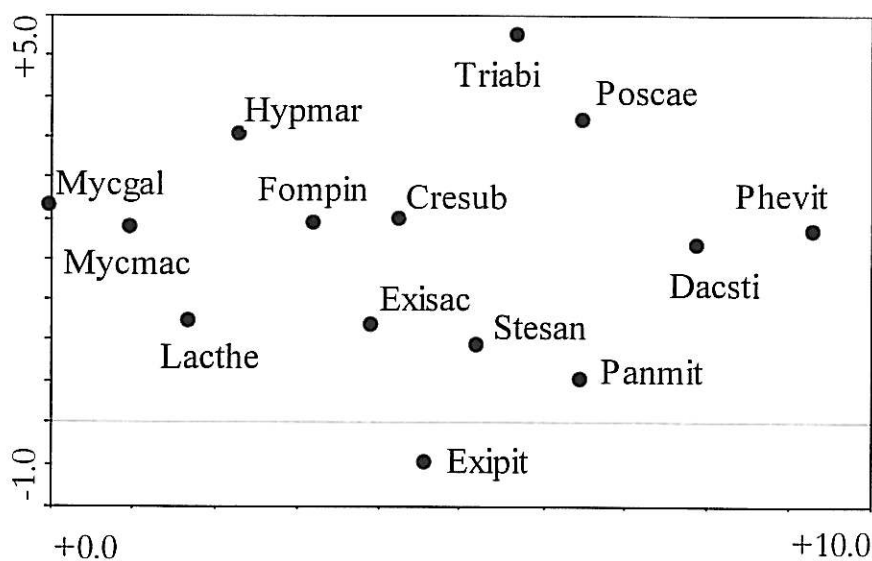 +5.0
Triabi
Poscae
Hypmar
Mycgal
Fompin
Cresub
Phevit
Mycmac
Dacsti
Exisac
Stesan
Lacthe
Panmit
Exipit
-1.0
+0.0
+10.0